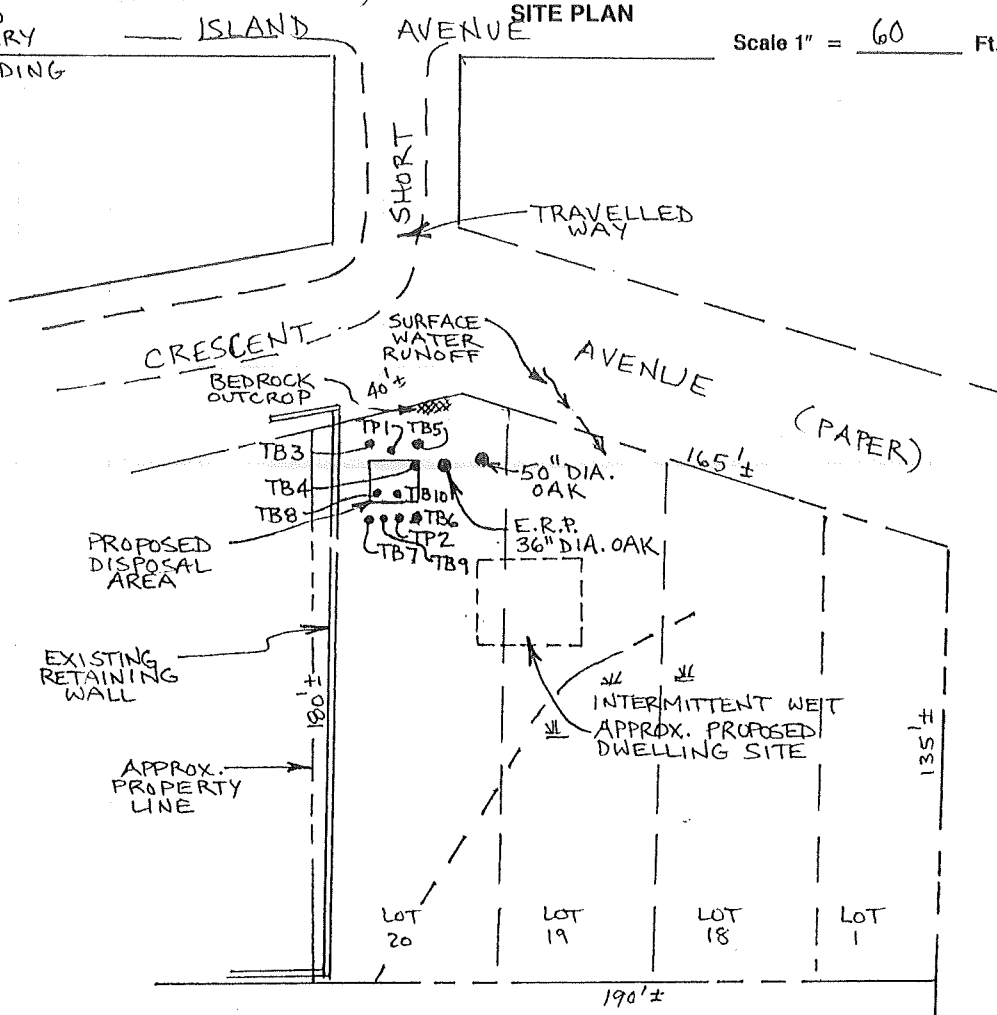 SITE PLAN
ISLAND AVENUE
Scale 1" = 60 Ft.
DING
SHORT
TRAVELLED
WAY
SURFACE
WATER
RUNOFF
CRESCENT
AVENUE
(PAPER)
BEDROCK
OUTCROP
40'±
165'±
TP1
TB5
TB3
TB4
TB10
TB8
TB6
TP2
TB7
TB9
50" DIA.
OAK
E.R.P.
36" DIA. OAK
PROPOSED
DISPOSAL
AREA
EXISTING
RETAINING
WALL
180'±
INTERMITTENT WET
APPROX. PROPOSED
DWELLING SITE
135'±
APPROX.
PROPERTY
LINE
LOT
20
LOT
19
LOT
18
LOT
1
190'±